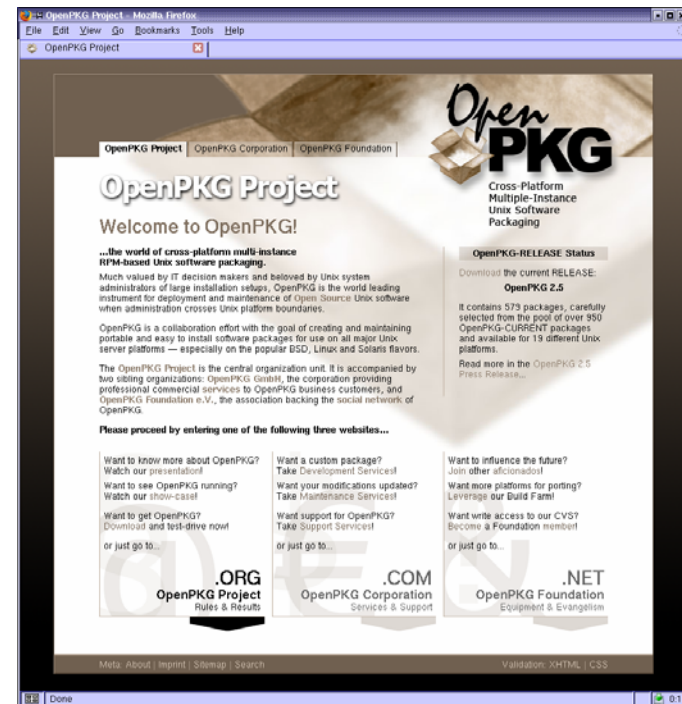 OpenPKG Project - Mozilla Firefox
File Edit View Go Bookmarks Tools Help
OpenPKG Project
Open
PKG
Cross-Platform
Multiple-Instance
Unix Software
Packaging
OpenPKG Project OpenPKG Corporation OpenPKG Foundation
OpenPKG Project
Welcome to OpenPKG!
...the world of cross-platform multi-instance
RPM-based Unix software packaging.
Much valued by IT decision makers and beloved by Unix system
administrators of large installation setups, OpenPKG is the world leading
instrument for deployment and maintenance of Open Source Unix software
when administration crosses Unix platform boundaries.
OpenPKG is a collaboration effort with the goal of creating and maintaining
portable and easy to install software packages for use on all major Unix
server platforms — especially on the popular BSD, Linux and Solaris flavors.
The OpenPKG Project is the central organization unit. It is accompanied by
two sibling organizations: OpenPKG GmbH, the corporation providing
professional commercial services to OpenPKG business customers, and
OpenPKG Foundation e.V., the association backing the social network of
OpenPKG.
Please proceed by entering one of the following three websites...
OpenPKG-RELEASE Status
Download the current RELEASE:
OpenPKG 2.5
It contains 579 packages, carefully
selected from the pool of over 950
OpenPKG-CURRENT packages
and available for 19 different Unix
platforms.
Read more in the OpenPKG 2.5
Press Release...
Want to know more about OpenPKG?
Watch our presentation!
Want to see OpenPKG running?
Watch our show-case!
Want to get OpenPKG?
Download and test-drive now!
or just go to...
.ORG
OpenPKG Project
Rules & Results
Want a custom package?
Take Development Services!
Want your modifications updated?
Take Maintenance Services!
Want support for OpenPKG?
Take Support Services!
or just go to...
.COM
OpenPKG Corporation
Services & Support
Want to influence the future?
Join other aficionados!
Want more platforms for porting?
Leverage our Build Farm!
Want write access to our CVS?
Become a Foundation member!
or just go to...
.NET
OpenPKG Foundation
Equipment & Evangelism
Meta: About | Imprint | Sitemap | Search
Validation: XHTML | CSS
Done